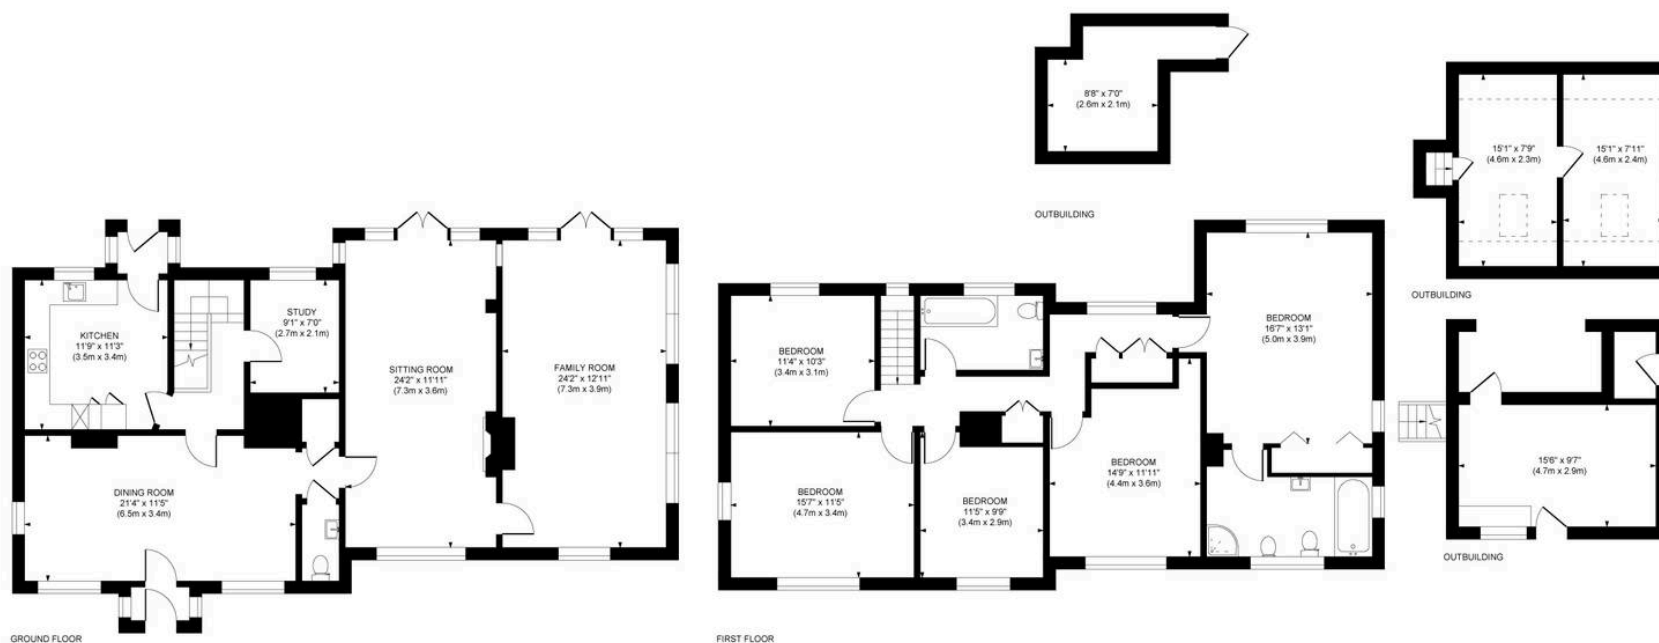 8'8" x 7'0"
(2.6m x 2.1m)
OUTBUILDING
15'1" x 7'9"
(4.6m x 2.3m)
15'1" x 7'11"
(4.6m x 2.4m)
OUTBUILDING
KITCHEN
11'9" x 11'3"
(3.5m x 3.4m)
STUDY
9'1" x 7'0"
(2.7m x 2.1m)
SITTING ROOM
24'2" x 11'11"
(7.3m x 3.6m)
FAMILY ROOM
24'2" x 12'11"
(7.3m x 3.9m)
DINING ROOM
21'4" x 11'5"
(6.5m x 3.4m)
GROUND FLOOR
BEDROOM
11'4" x 10'3"
(3.4m x 3.1m)
BEDROOM
16'7" x 13'1"
(5.0m x 3.9m)
BEDROOM
15'7" x 11'5"
(4.7m x 3.4m)
BEDROOM
11'5" x 9'9"
(3.4m x 2.9m)
BEDROOM
14'9" x 11'11"
(4.4m x 3.6m)
FIRST FLOOR
15'6" x 9'7"
(4.7m x 2.9m)
OUTBUILDING